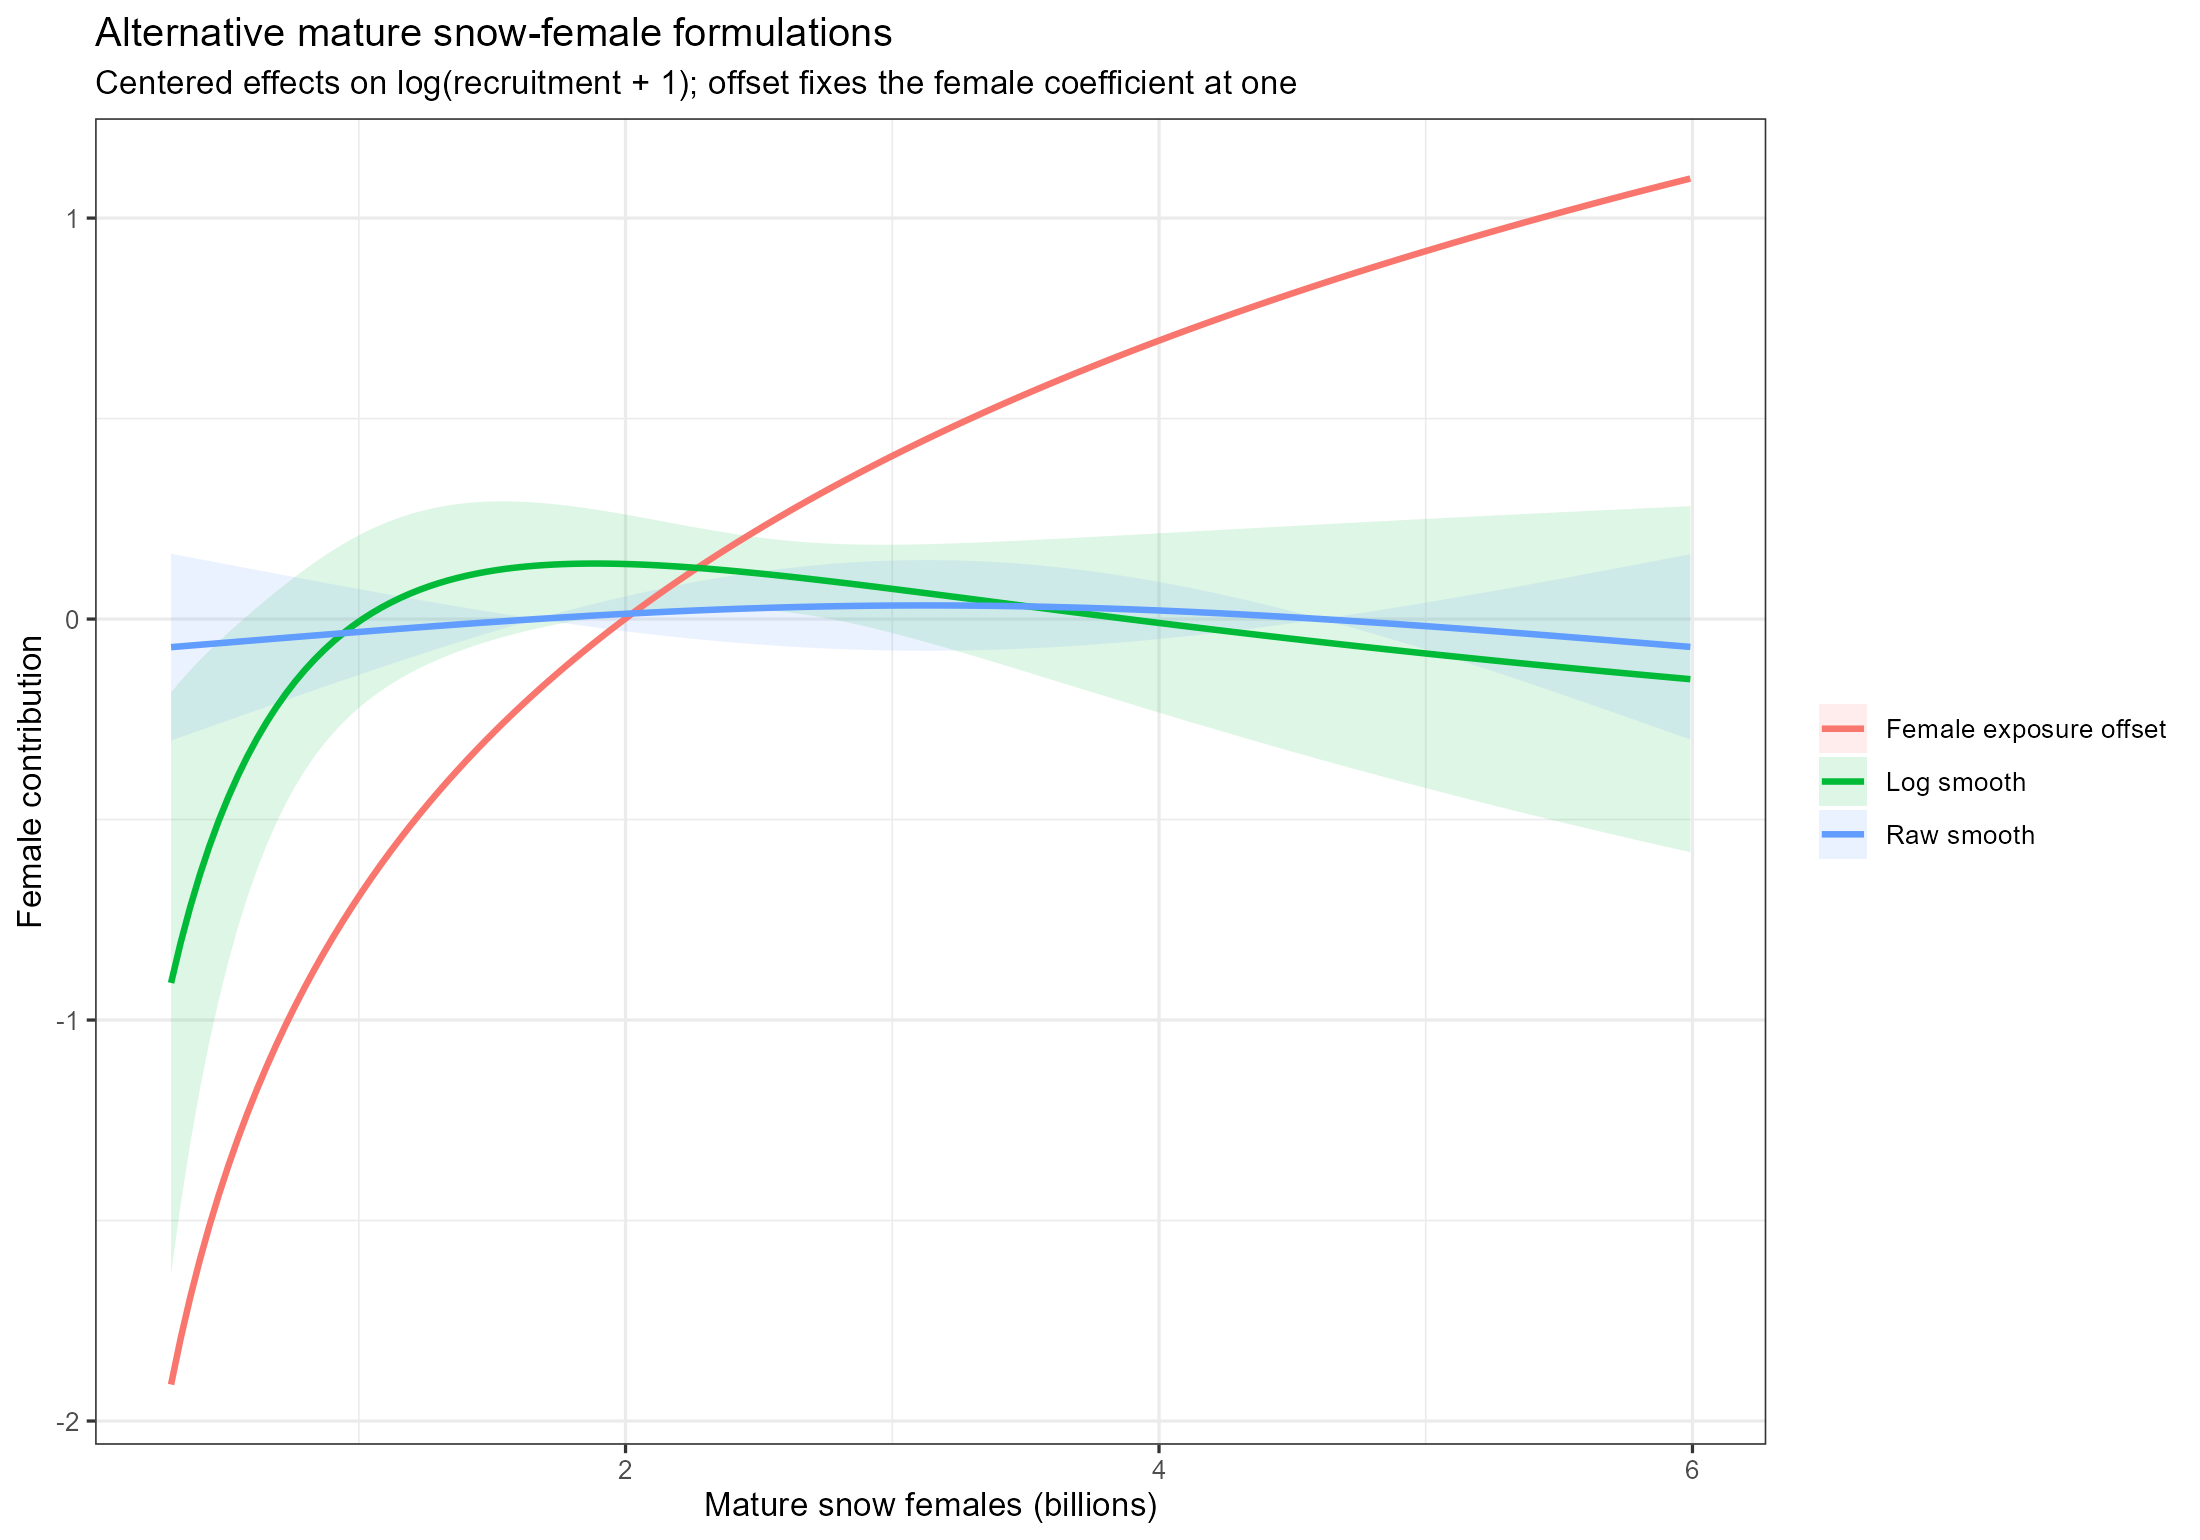 Alternative mature snow-female formulations
Centered effects on log(recruitment + 1); offset fixes the female coefficient at one
Female contribution
1
0
-1
-2
2
4
6
Mature snow females (billions)
Female exposure offset
Log smooth
Raw smooth